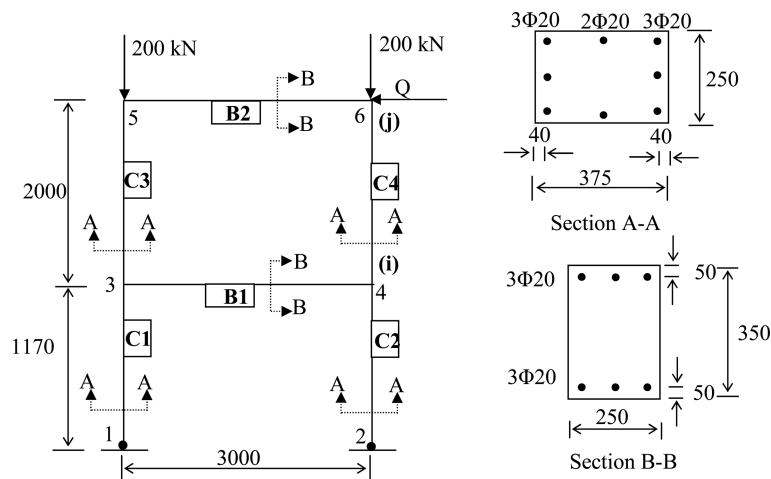 200 kN
200 kN
B
Q
5
B2
6
B
(j)
C3
C4
2000
A
A
A
A
B
(i)
3
B1
4
B
1170
C1
C2
A
A
A
A
1
2
3000
3Φ20
2Φ20
3Φ20
250
40
40
375
Section A-A
3Φ20
50
350
3Φ20
50
250
Section B-B